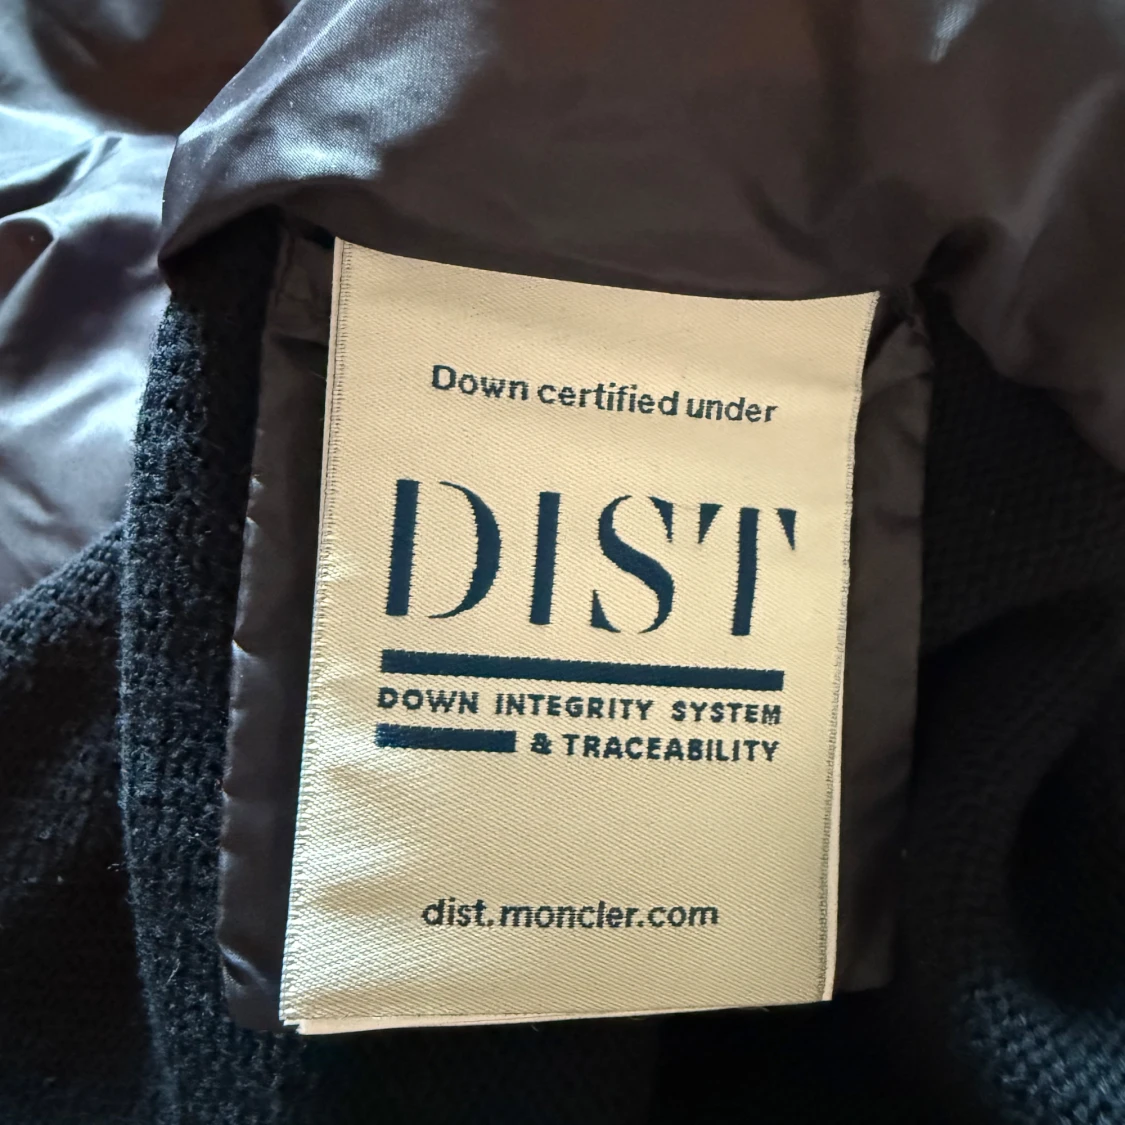 Down certified under
DIST
DOWN INTEGRITY SYSTEM
& TRACEABILITY
dist.moncler.com